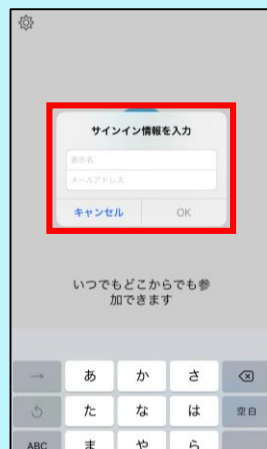 サインイン情報を入力
表示名
メールアドレス
キャンセル
OK
いつでもどこからでも参
加できます
→
あ
か
さ
た
な
は
空白
ABC
ま
や
ら